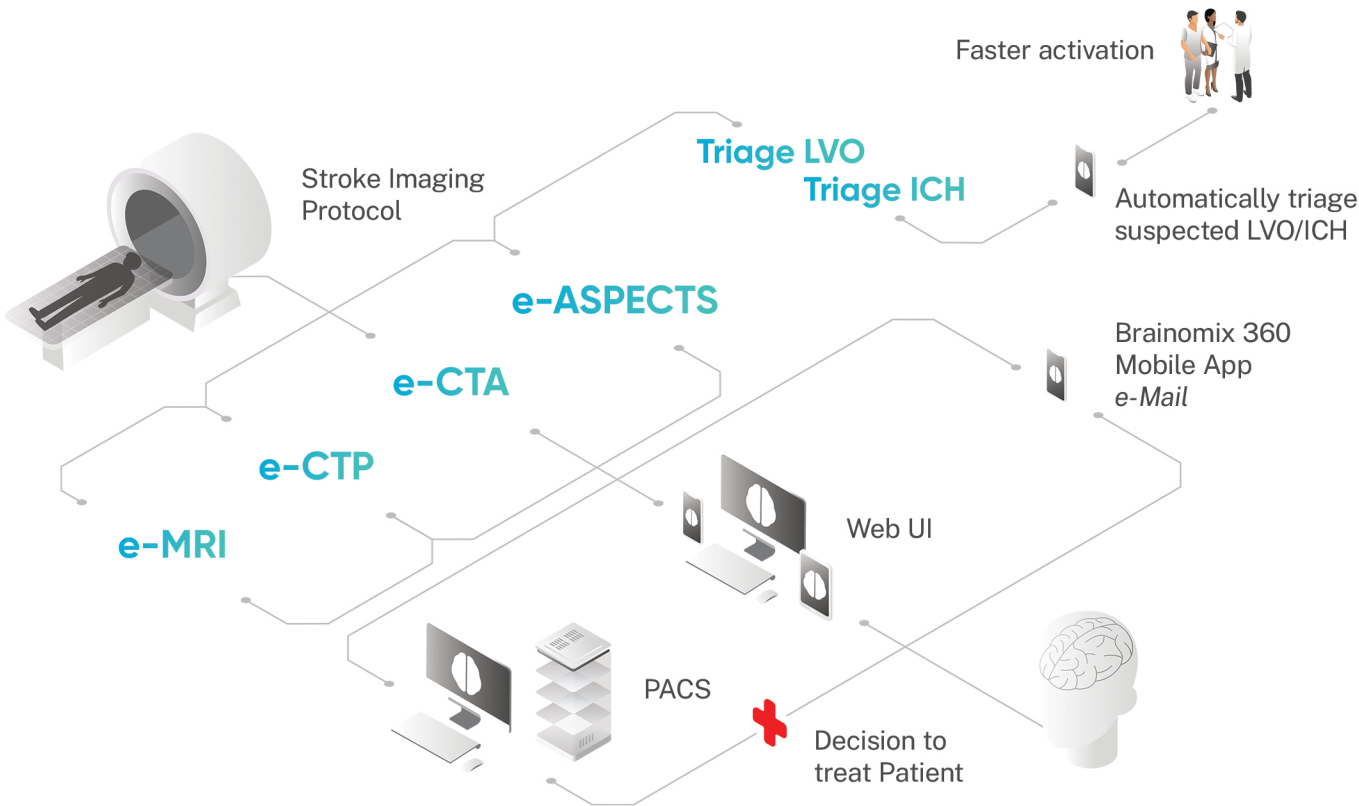 Faster activation
Triage LVO
Triage ICH
Stroke Imaging
Protocol
Automatically triage
suspected LVO/ICH
e-ASPECTS
Brainomix 360
Mobile App
e-Mail
e-CTA
e-CTP
Web UI
e-MRI
PACS
Decision to
treat Patient